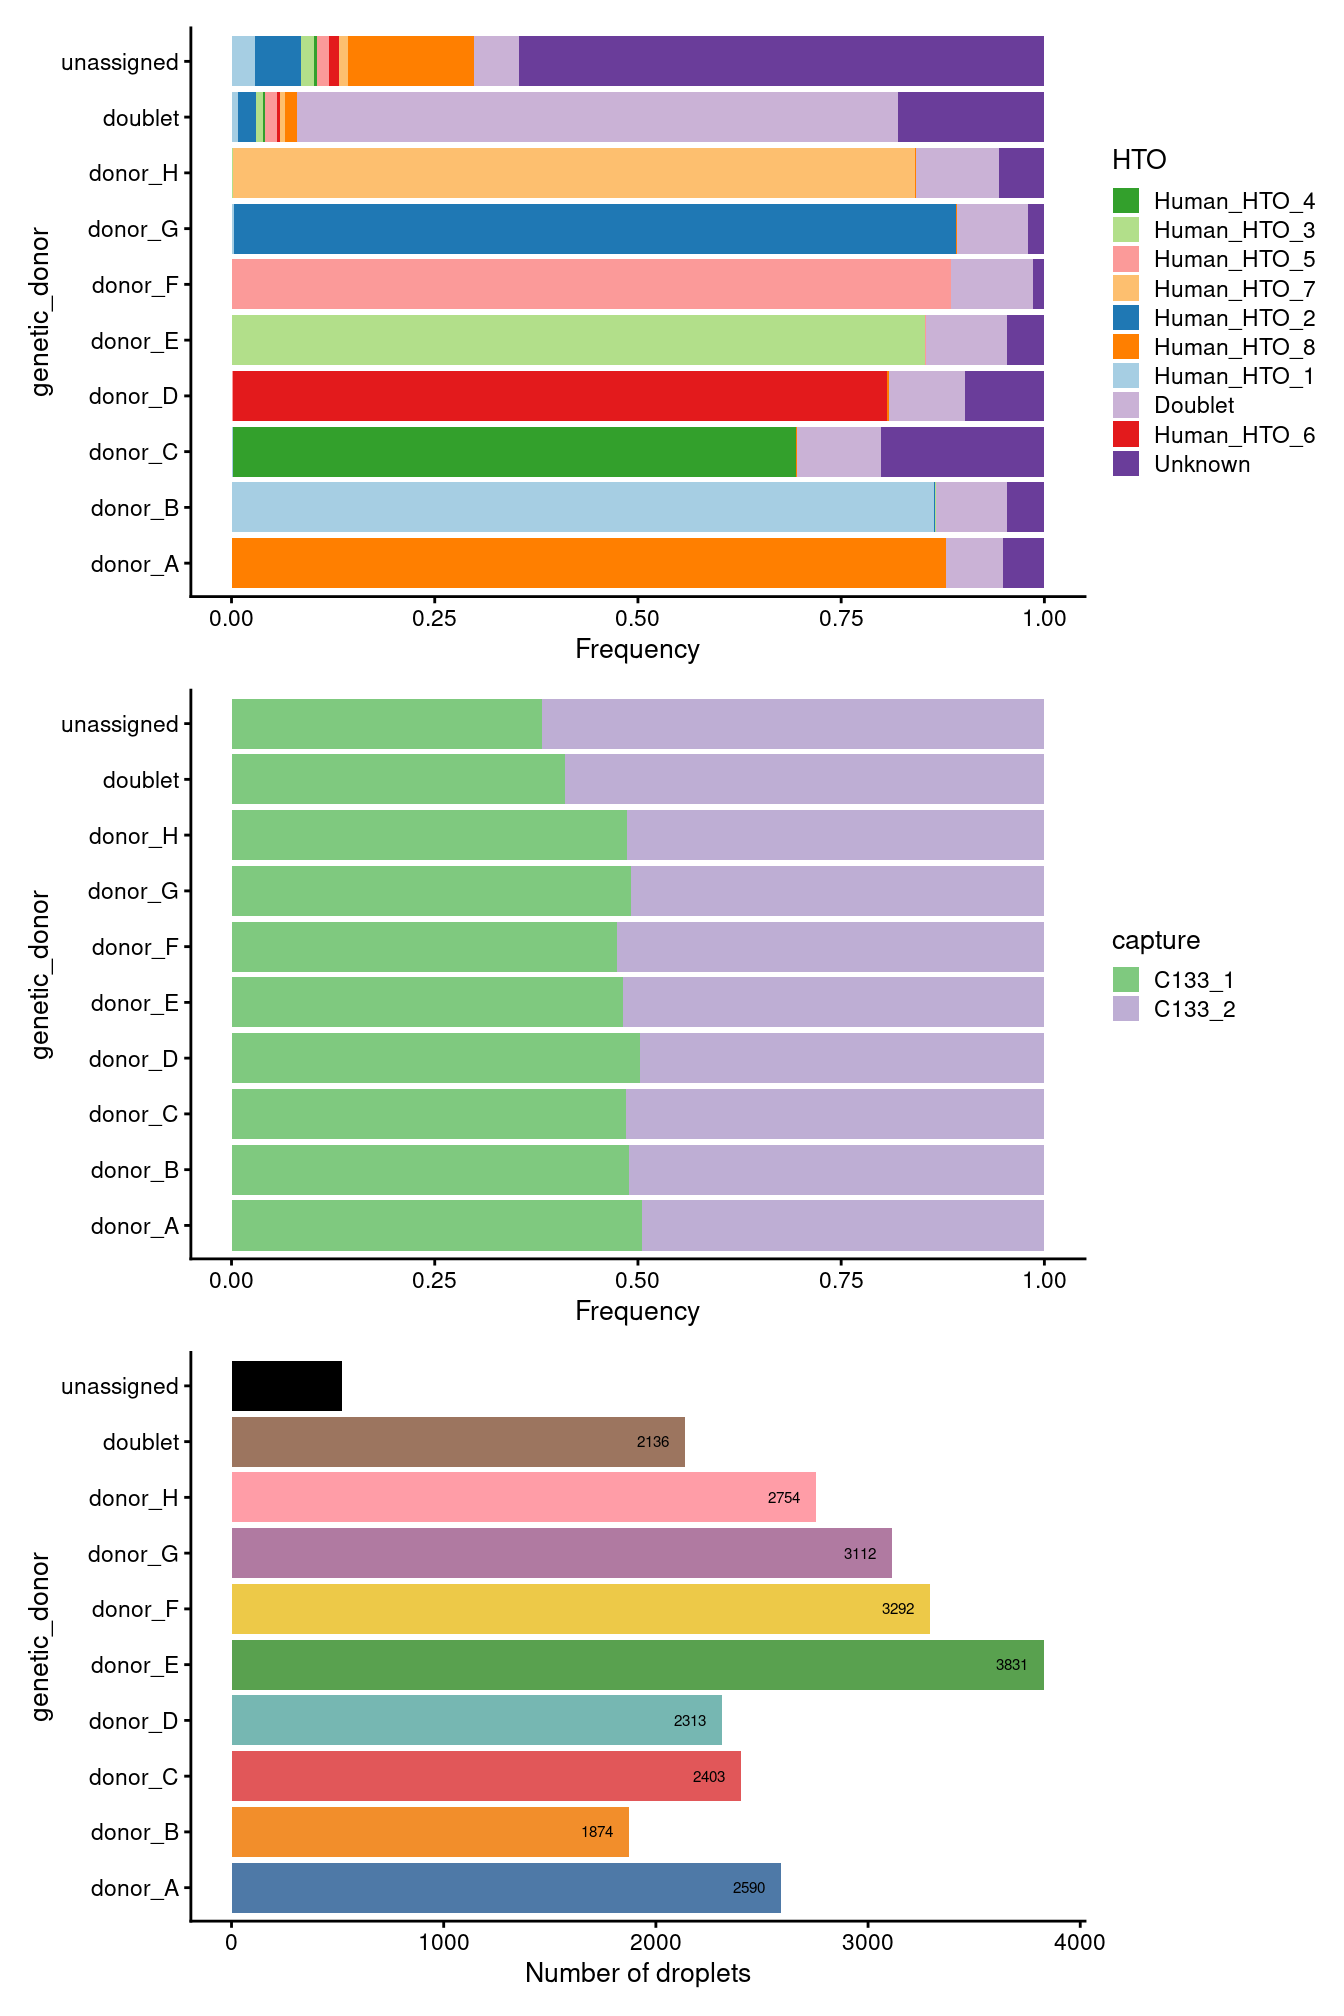 unassigned
doublet
donor_H
donor_G
donor_F
donor_E
donor_D
donor_C
donor_B
donor_A
genetic_donor
0.00 0.25 0.50 0.75 1.00
Frequency
HTO
Human_HTO_4
Human_HTO_3
Human_HTO_5
Human_HTO_7
Human_HTO_2
Human_HTO_8
Human_HTO_1
Doublet
Human_HTO_6
Unknown
unassigned
doublet
donor_H
donor_G
donor_F
donor_E
donor_D
donor_C
donor_B
donor_A
genetic_donor
0.00 0.25 0.50 0.75 1.00
Frequency
capture
C133_1
C133_2
unassigned
doublet 2136
donor_H 2754
donor_G 3112
donor_F 3292
donor_E 3831
donor_D 2313
donor_C 2403
donor_B 1874
donor_A 2590
genetic_donor
0 1000 2000 3000 4000
Number of droplets